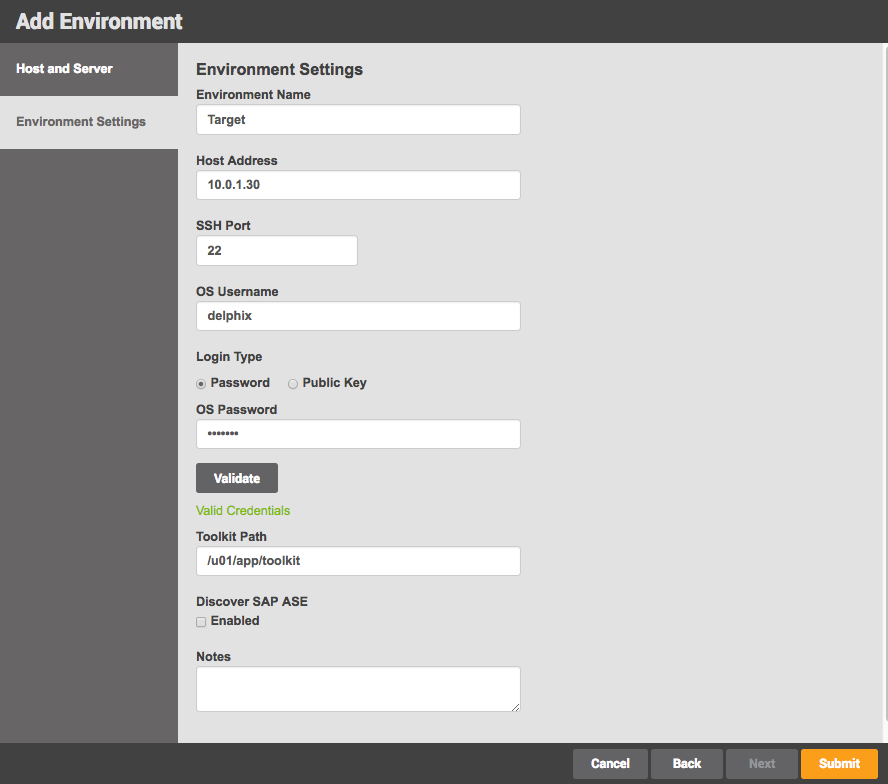 Add Environment
Host and Server
Environment Settings
Environment Settings
Environment Name
Target
Host Address
10.0.1.30
SSH Port
22
OS Username
delphix
Login Type
Password Public Key
OS Password
•••••••
Validate
Valid Credentials
Toolkit Path
/u01/app/toolkit
Discover SAP ASE
Enabled
Notes
Cancel Back Next Submit